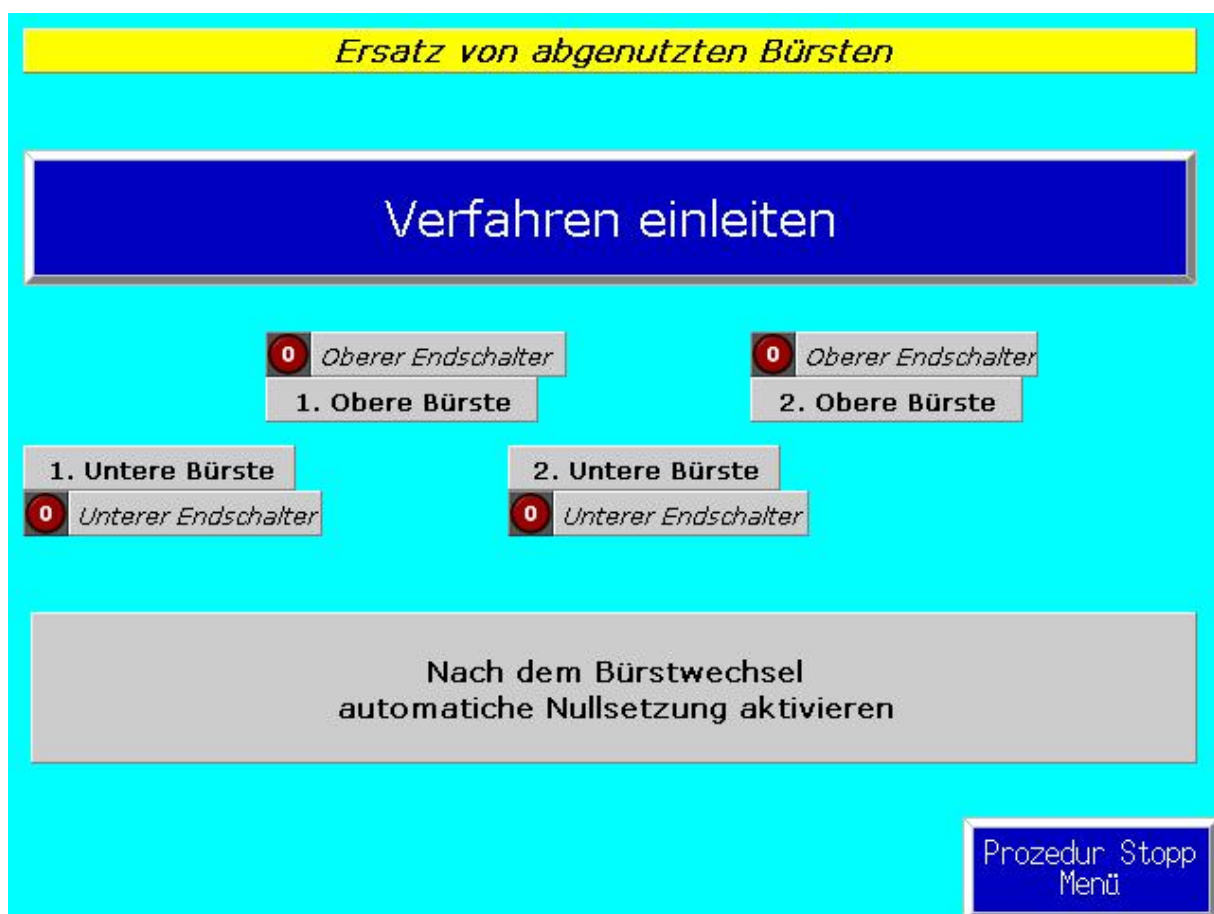 Ersatz von abgenutzten Bürsten
Verfahren einleiten
0 Oberer Endschalter
1. Obere Bürste
0 Oberer Endschalter
2. Obere Bürste
1. Untere Bürste
0 Unterer Endschalter
2. Untere Bürste
0 Unterer Endschalter
Nach dem Bürstwechsel
automatiche Nullsetzung aktivieren
Prozedur Stopp
Menü